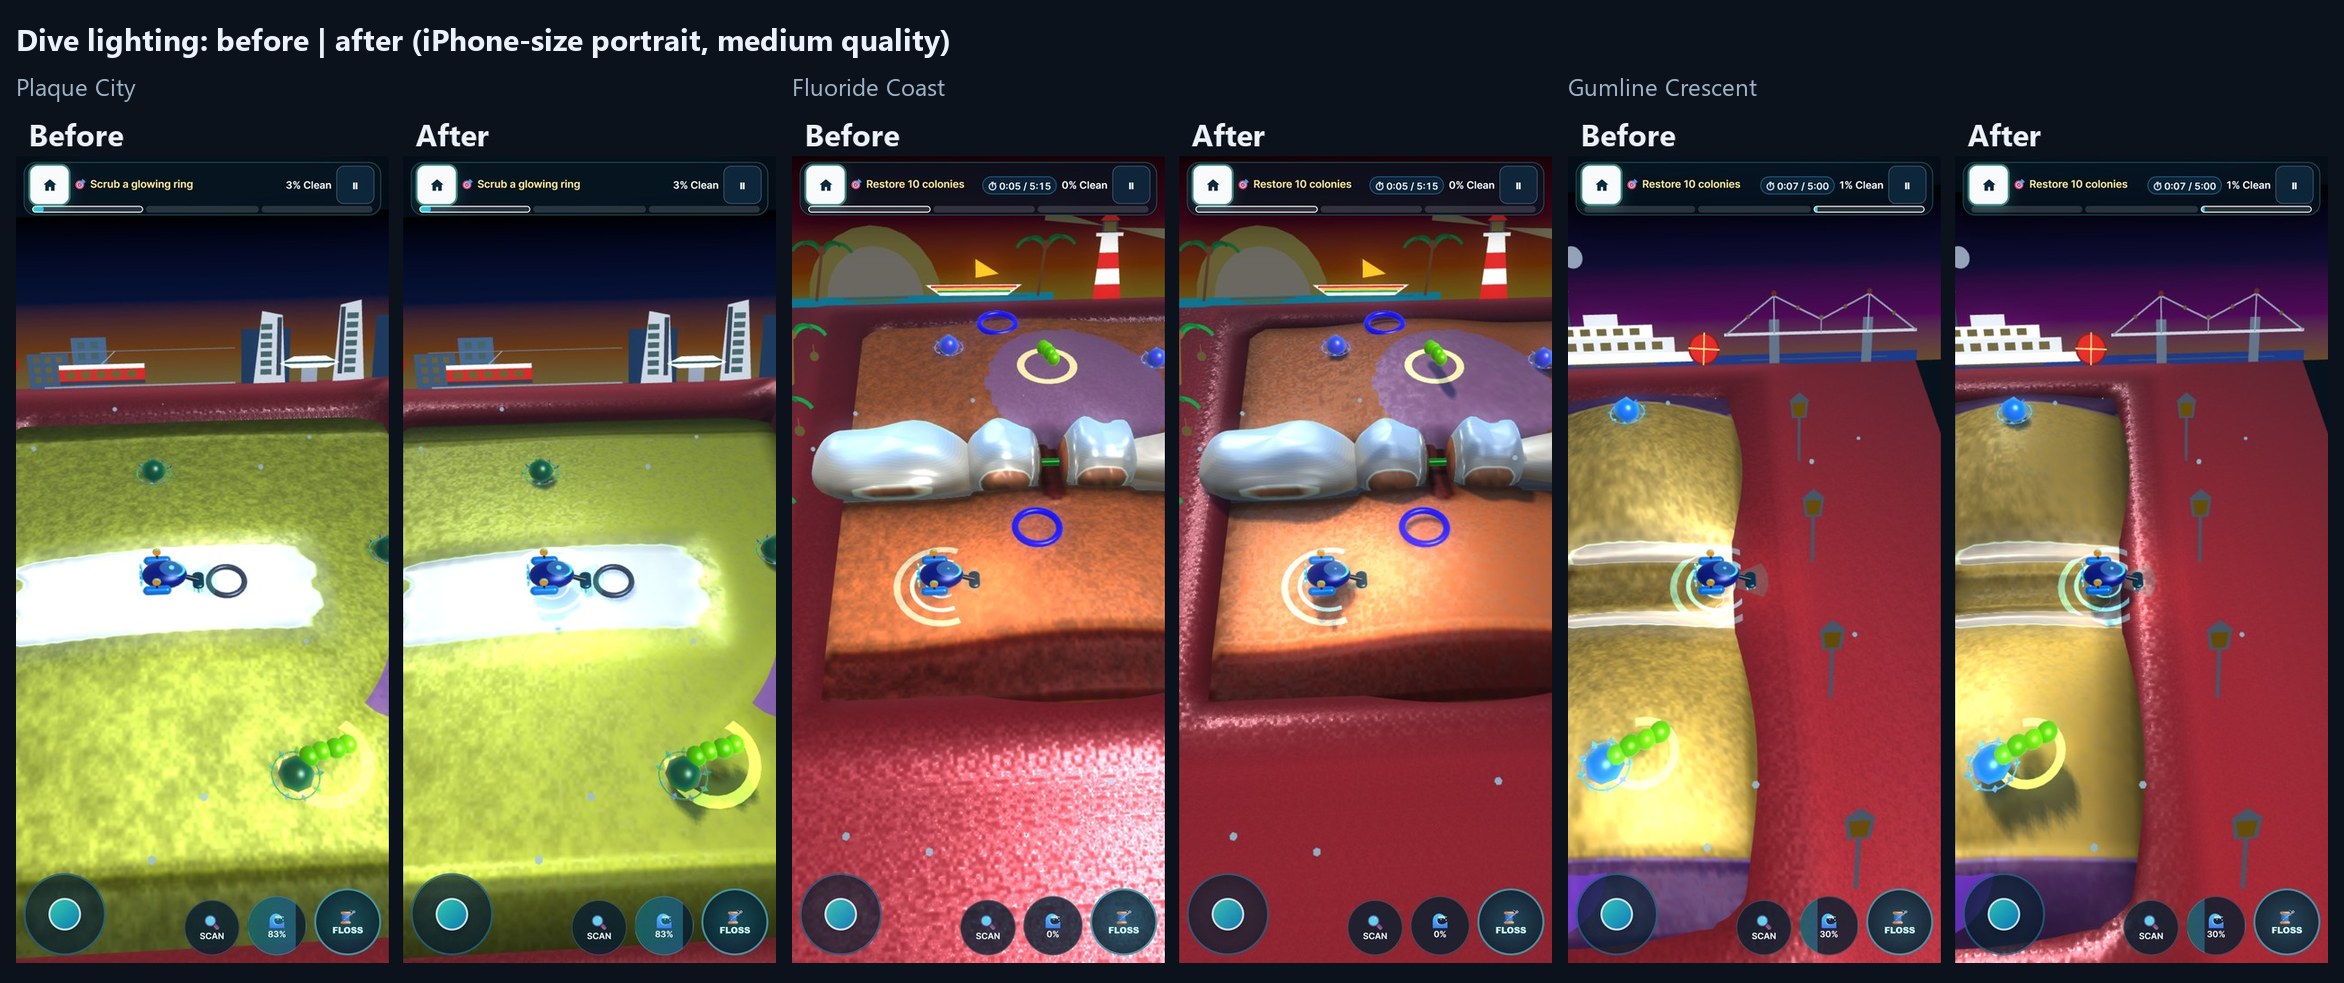 Dive lighting: before | after (iPhone-size portrait, medium quality)
Plaque City
Before
Scrub a glowing ring
3% Clean
SCAN
83%
FLOSS
After
Scrub a glowing ring
3% Clean
SCAN
83%
FLOSS
Fluoride Coast
Before
Restore 10 colonies
0:05 / 5:15
0% Clean
SCAN
0%
FLOSS
After
Restore 10 colonies
0:05 / 5:15
0% Clean
SCAN
0%
FLOSS
Gumline Crescent
Before
Restore 10 colonies
0:07 / 5:00
1% Clean
SCAN
30%
FLOSS
After
Restore 10 colonies
0:07 / 5:00
1% Clean
SCAN
30%
FLOSS